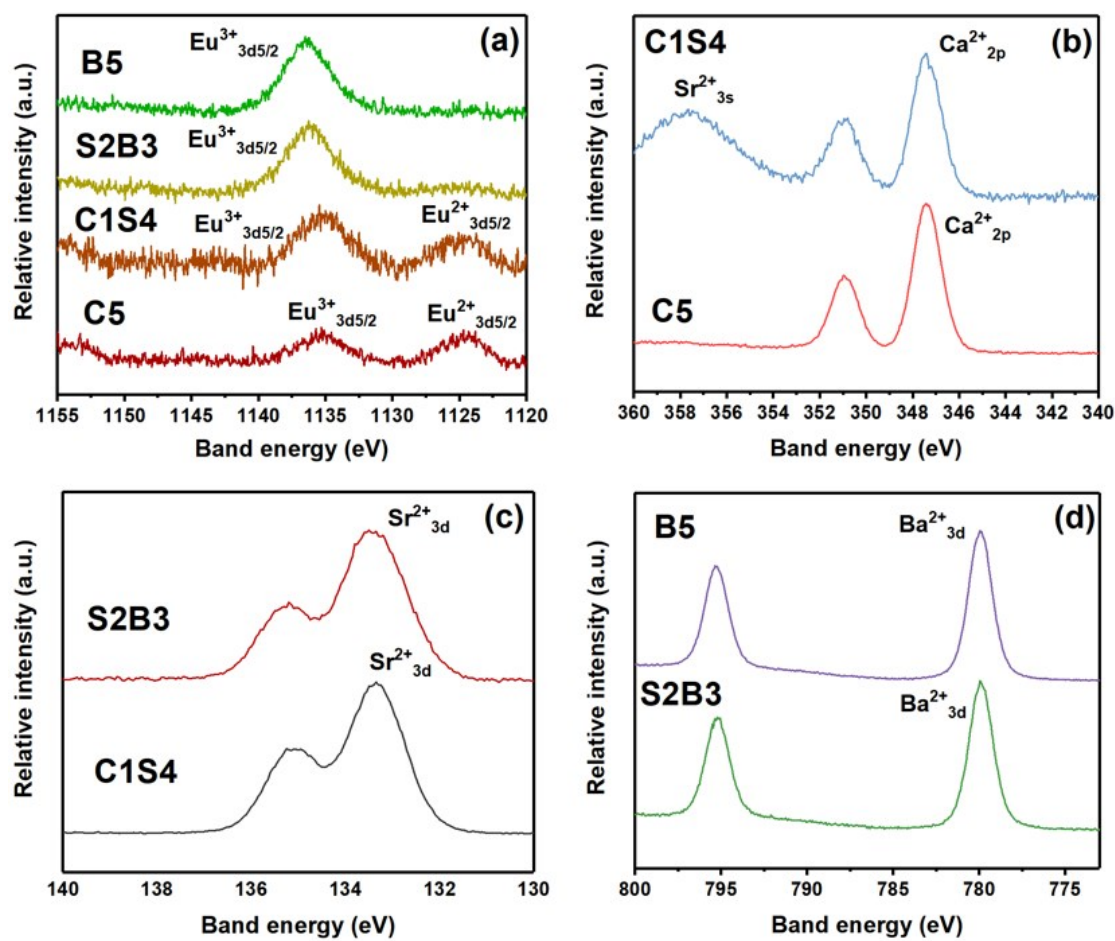 (a)
B5
Eu³⁺3d5/2
S2B3
Eu³⁺3d5/2
C1S4
Eu³⁺3d5/2
Eu²⁺3d5/2
C5
Eu³⁺3d5/2
Eu²⁺3d5/2
Relative intensity (a.u.)
1155 1150 1145 1140 1135 1130 1125 1120
Band energy (eV)
(b)
C1S4
Sr²⁺3s
Ca²⁺2p
Ca²⁺2p
C5
Relative intensity (a.u.)
360 357 354 351 350 349 348 346 344 342 340
Band energy (eV)
(c)
Sr²⁺3d
S2B3
Sr²⁺3d
C1S4
Relative intensity (a.u.)
140 138 136 134 132 130
Band energy (eV)
(d)
B5
Ba²⁺3d
S2B3
Ba²⁺3d
Relative intensity (a.u.)
800 795 790 785 780 775
Band energy (eV)